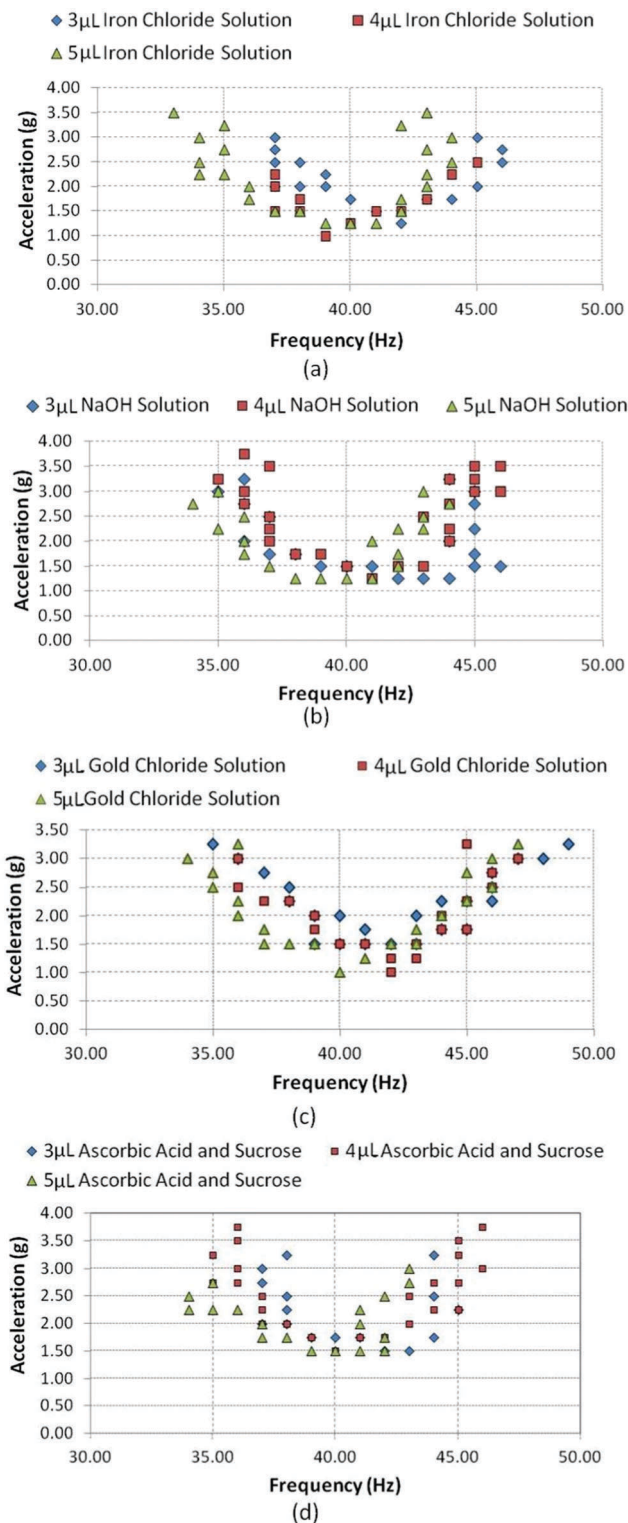 3µL Iron Chloride Solution 4µL Iron Chloride Solution
5µL Iron Chloride Solution
Acceleration (g)
4.00
3.50
3.00
2.50
2.00
1.50
1.00
0.50
0.00
30.00 35.00 40.00 45.00 50.00
Frequency (Hz)
(a)
3µL NaOH Solution 4µL NaOH Solution 5µL NaOH Solution
Acceleration (g)
4.00
3.50
3.00
2.50
2.00
1.50
1.00
0.50
0.00
30.00 35.00 40.00 45.00 50.00
Frequency (Hz)
(b)
3µL Gold Chloride Solution 4µL Gold Chloride Solution
5µLGold Chloride Solution
Acceleration (g)
3.50
3.00
2.50
2.00
1.50
1.00
0.50
0.00
30.00 35.00 40.00 45.00 50.00
Frequency (Hz)
(c)
3µL Ascorbic Acid and Sucrose 4µL Ascorbic Acid and Sucrose
5µL Ascorbic Acid and Sucrose
Acceleration (g)
4.00
3.50
3.00
2.50
2.00
1.50
1.00
0.50
0.00
30.00 35.00 40.00 45.00 50.00
Frequency (Hz)
(d)